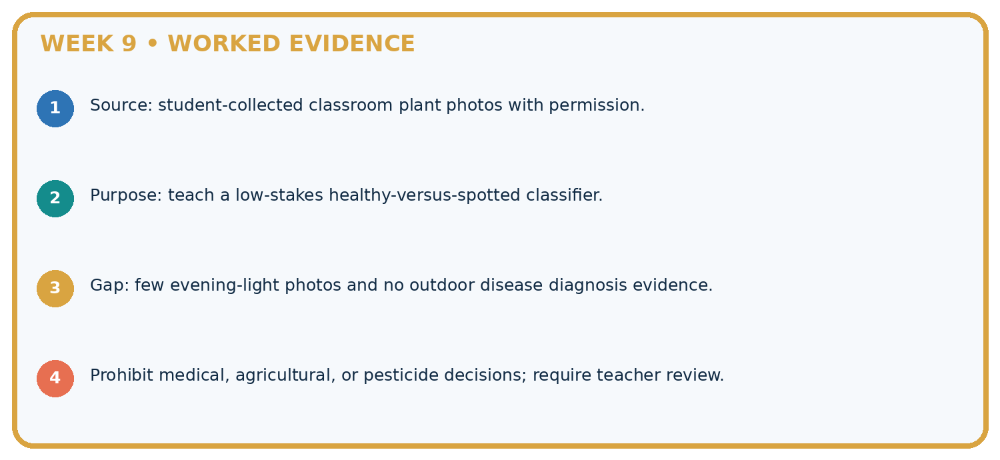 WEEK 9 • WORKED EVIDENCE
1 Source: student-collected classroom plant photos with permission.
2 Purpose: teach a low-stakes healthy-versus-spotted classifier.
3 Gap: few evening-light photos and no outdoor disease diagnosis evidence.
4 Prohibit medical, agricultural, or pesticide decisions; require teacher review.